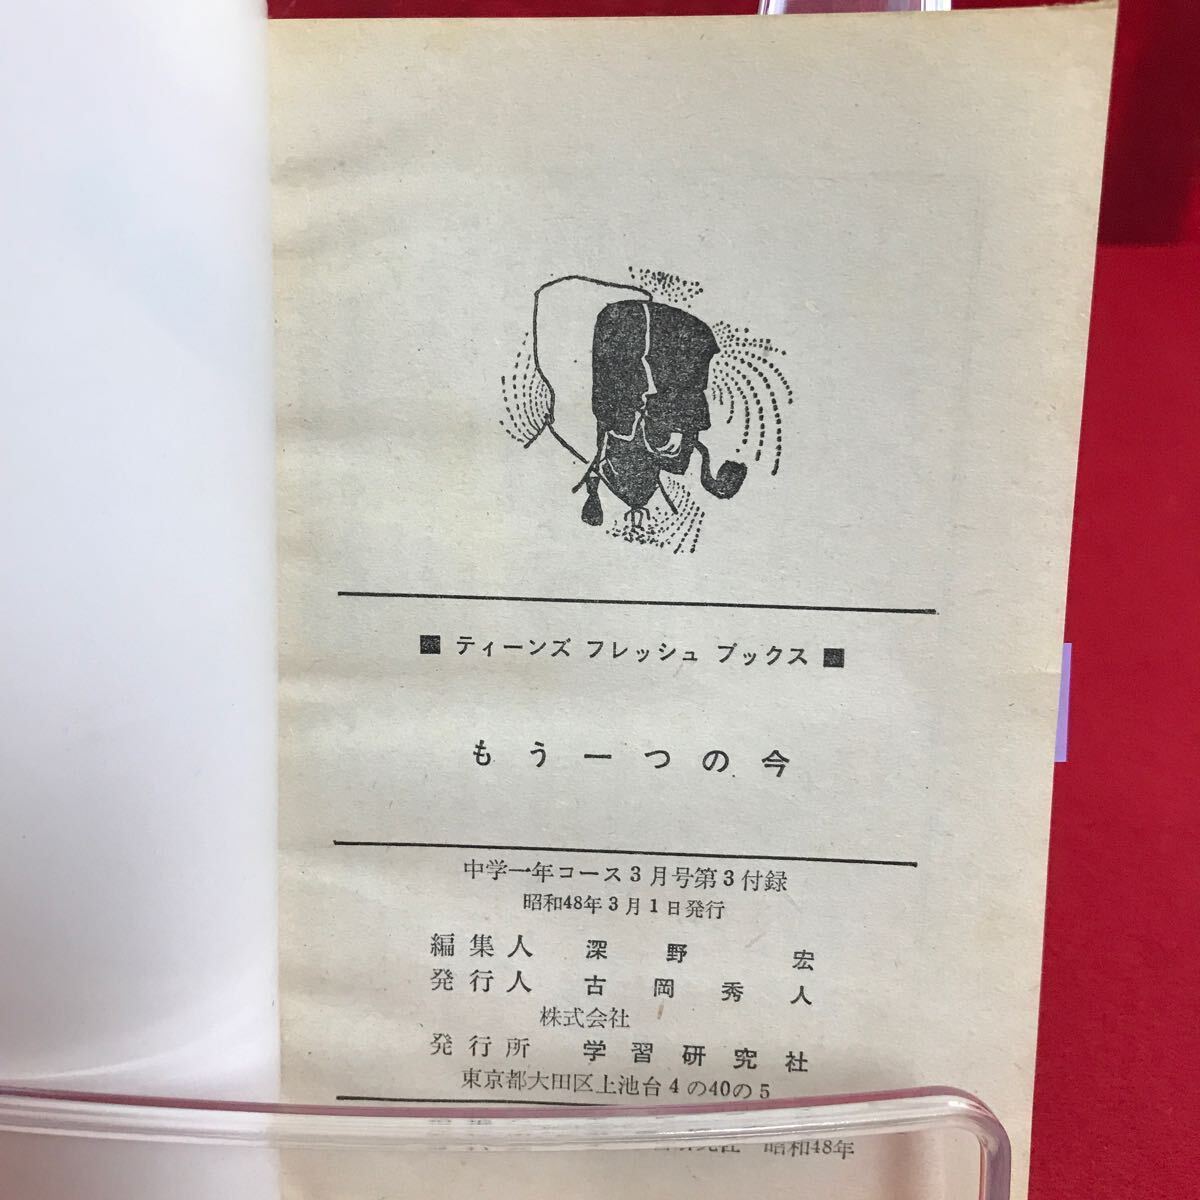 ■ ティーンズ フレッシュ ブックス ■
もう一つの今
中学一年コース3月号第3付録
昭和48年3月1日発行
編集人 深野 宏
発行人 古岡秀人
株式会社
発行所 学習研究社
東京都大田区上池台4の40の5
昭和48年